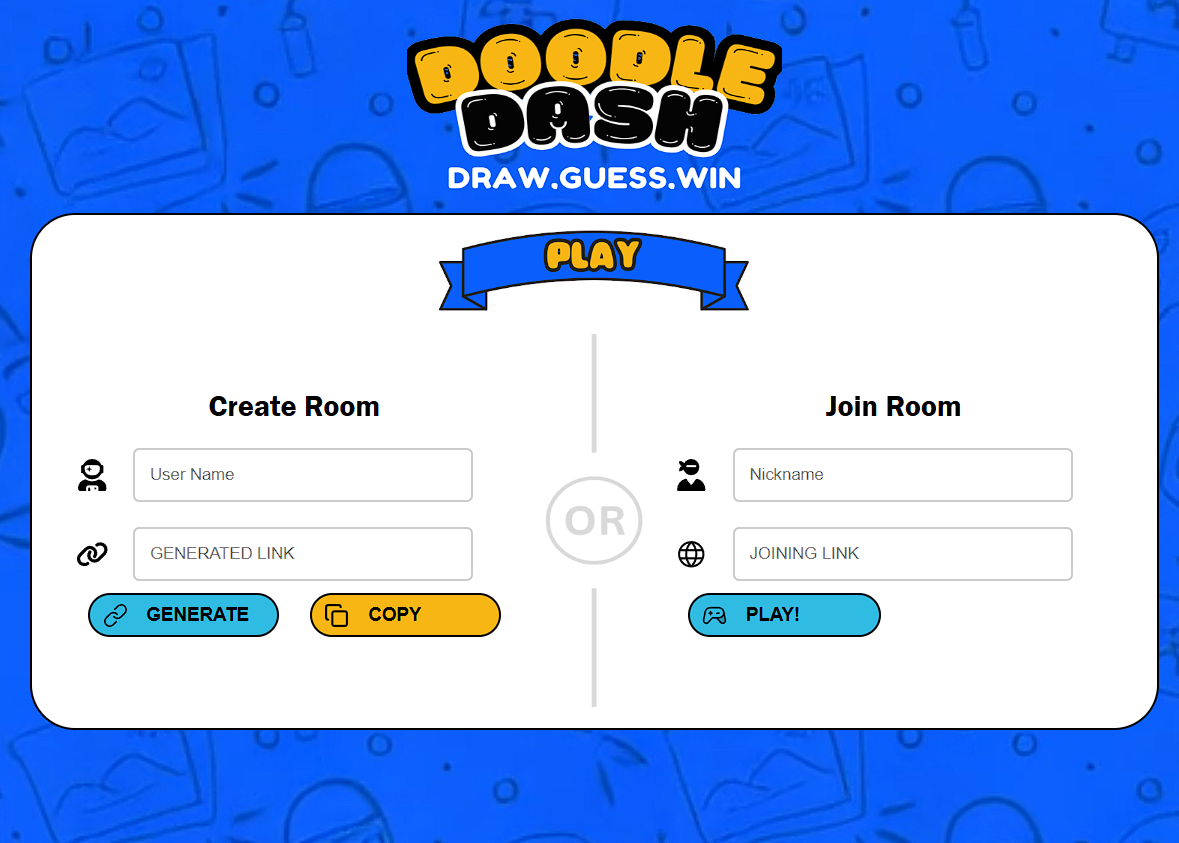 DOODLE
DASH
DRAW.GUESS.WIN
PLAY
Create Room
User Name
GENERATED LINK
GENERATE
COPY
OR
Join Room
Nickname
JOINING LINK
PLAY!